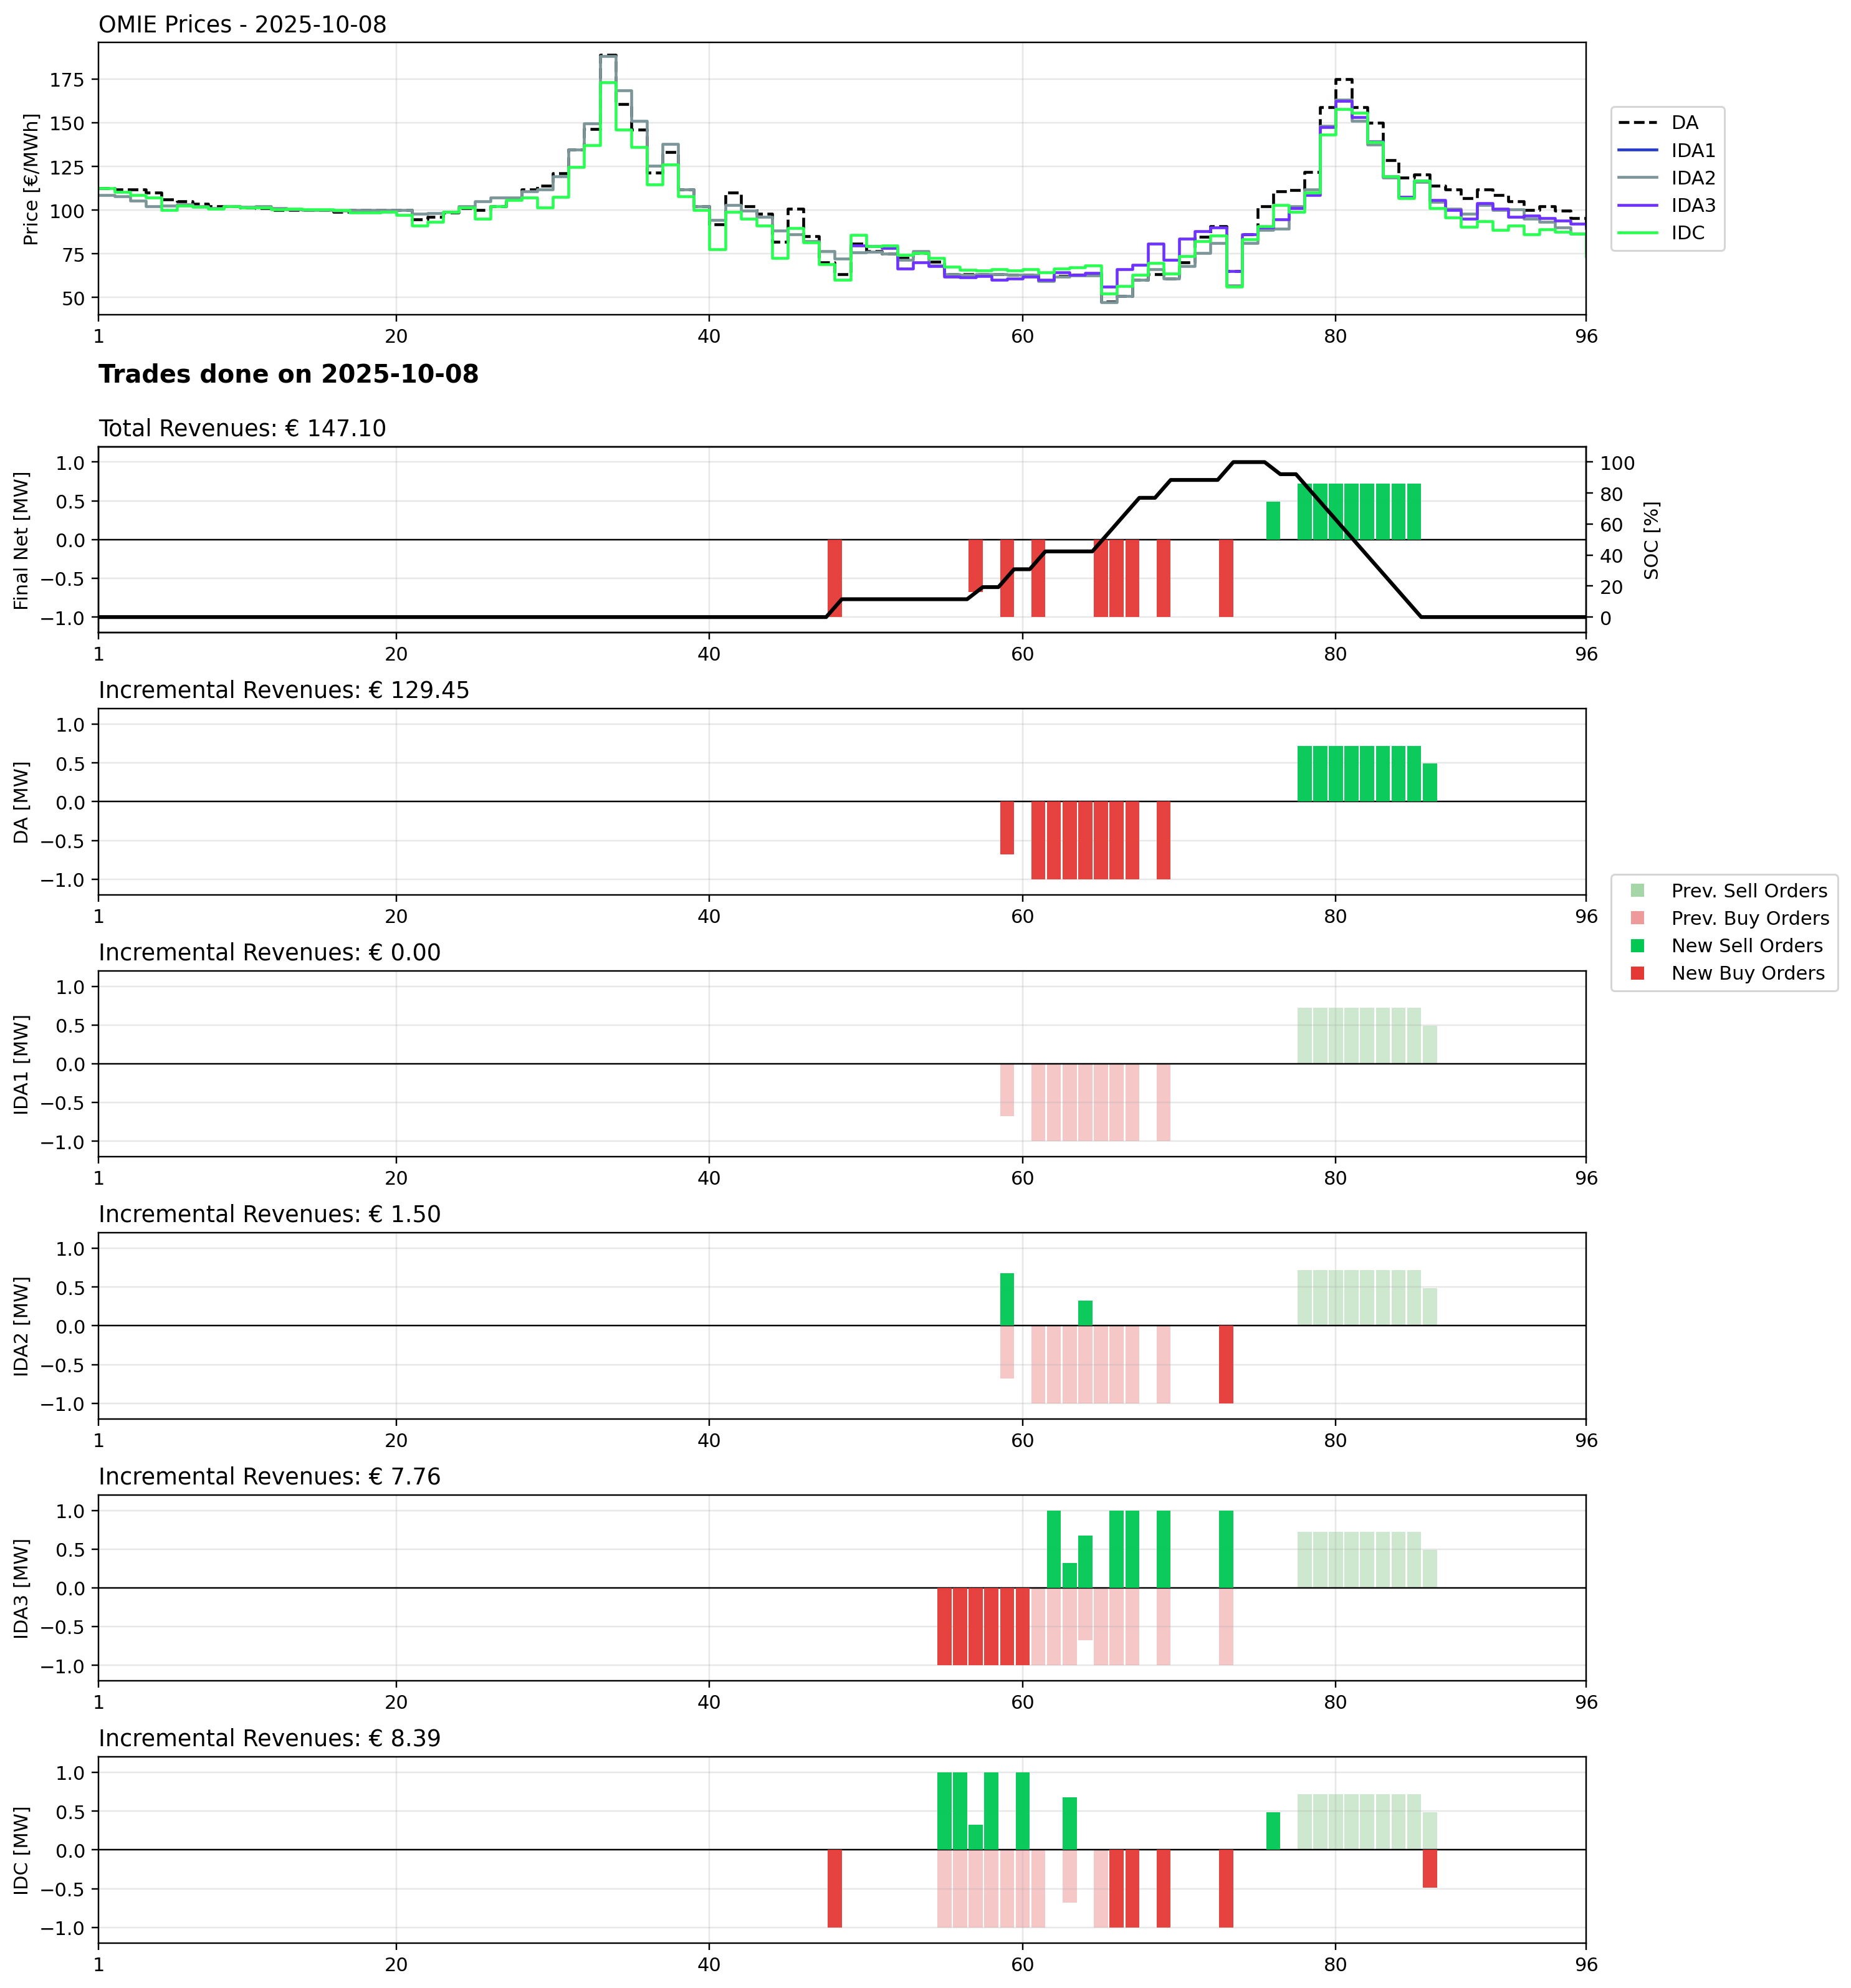 OMIE Prices - 2025-10-08
Price [€/MWh]
175
150
125
100
75
50
1 20 40 60 80 96
DA
IDA1
IDA2
IDA3
IDC
Trades done on 2025-10-08
Total Revenues: € 147.10
Final Net [MW]
1.0
0.5
0.0
−0.5
−1.0
100
80
60
40
20
0
SOC [%]
1 20 40 60 80 96
Incremental Revenues: € 129.45
DA [MW]
1.0
0.5
0.0
−0.5
−1.0
1 20 40 60 80 96
Prev. Sell Orders
Prev. Buy Orders
New Sell Orders
New Buy Orders
Incremental Revenues: € 0.00
IDA1 [MW]
1.0
0.5
0.0
−0.5
−1.0
1 20 40 60 80 96
Incremental Revenues: € 1.50
IDA2 [MW]
1.0
0.5
0.0
−0.5
−1.0
1 20 40 60 80 96
Incremental Revenues: € 7.76
IDA3 [MW]
1.0
0.5
0.0
−0.5
−1.0
1 20 40 60 80 96
Incremental Revenues: € 8.39
IDC [MW]
1.0
0.5
0.0
−0.5
−1.0
1 20 40 60 80 96